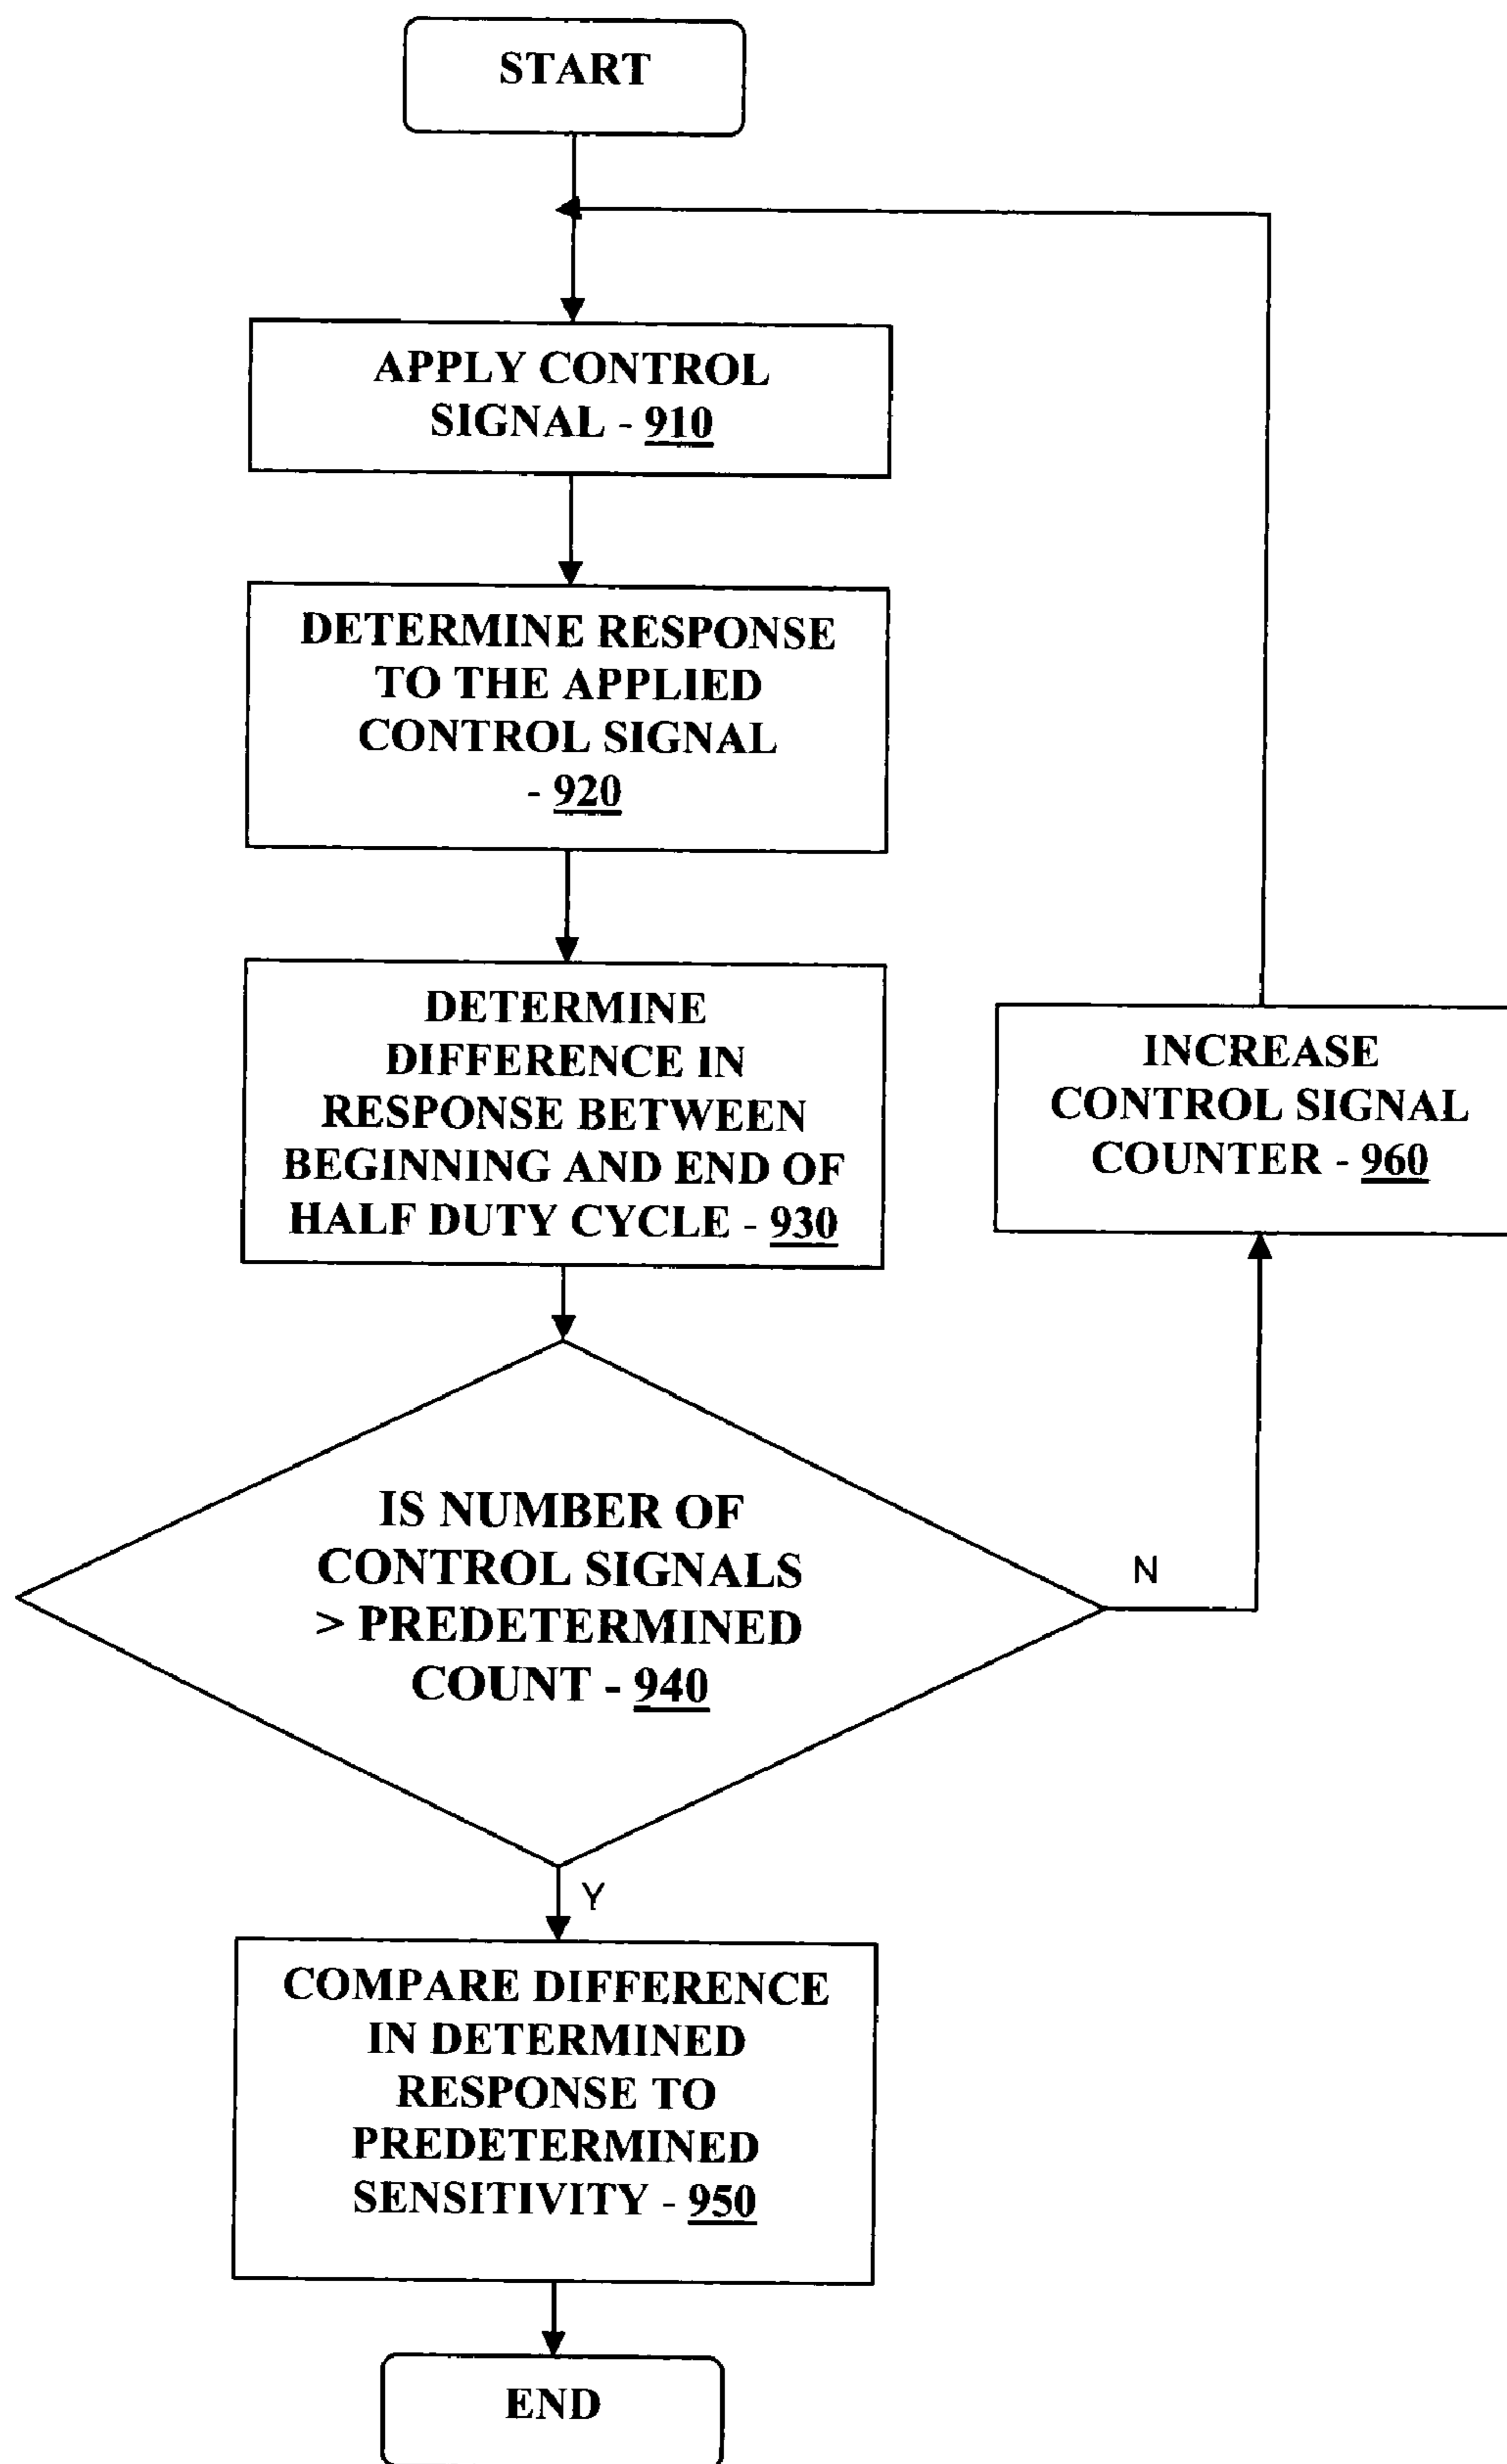 START
APPLY CONTROL
SIGNAL - 910
DETERMINE RESPONSE
TO THE APPLIED
CONTROL SIGNAL
- 920
DETERMINE
DIFFERENCE IN
RESPONSE BETWEEN
BEGINNING AND END OF
HALF DUTY CYCLE - 930
INCREASE
CONTROL SIGNAL
COUNTER - 960
IS NUMBER OF
CONTROL SIGNALS
> PREDETERMINED
COUNT - 940
N
Y
COMPARE DIFFERENCE
IN DETERMINED
RESPONSE TO
PREDETERMINED
SENSITIVITY - 950
END